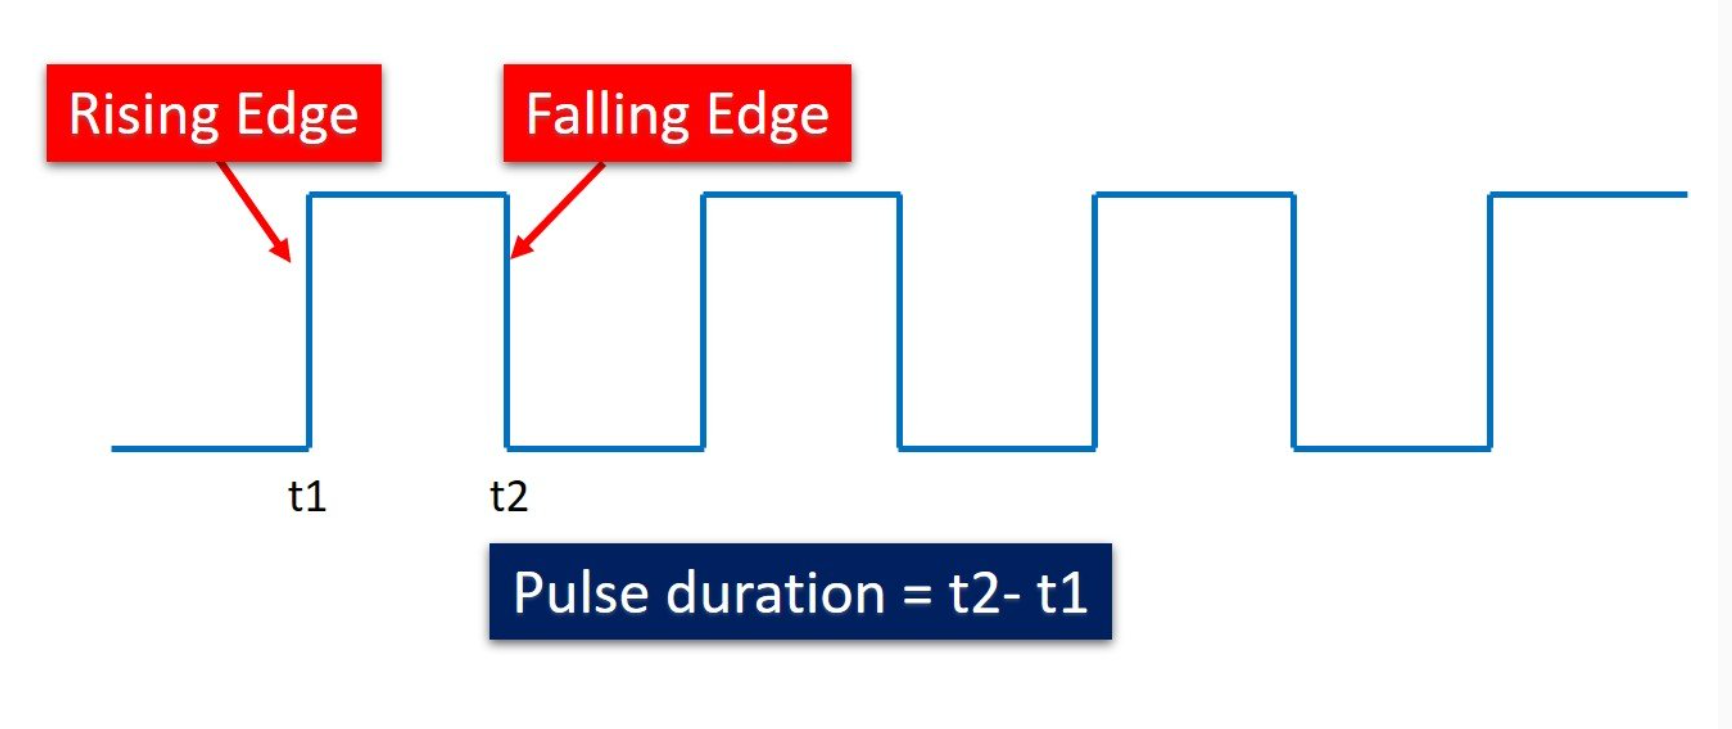 Rising Edge
Falling Edge
t1
t2
Pulse duration = t2- t1